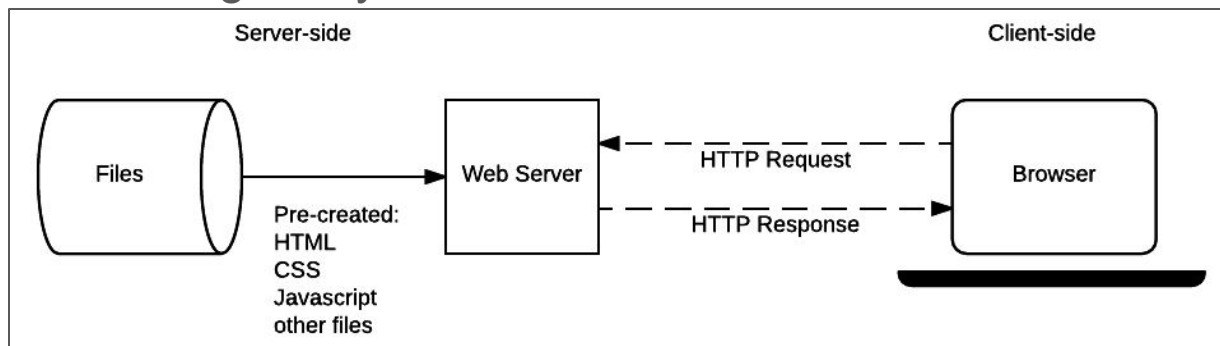 Server-side
Client-side
Files
Web Server
HTTP Request
Browser
HTTP Response
Pre-created:
HTML
CSS
Javascript
other files